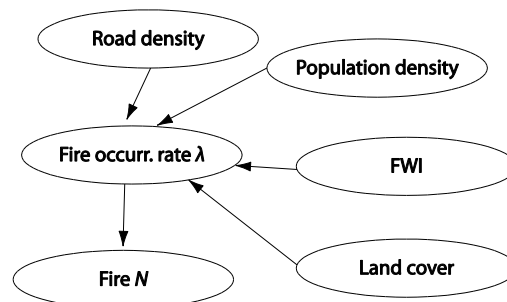 Road density
Population density
Fire occurr. rate λ
FWI
Land cover
Fire N